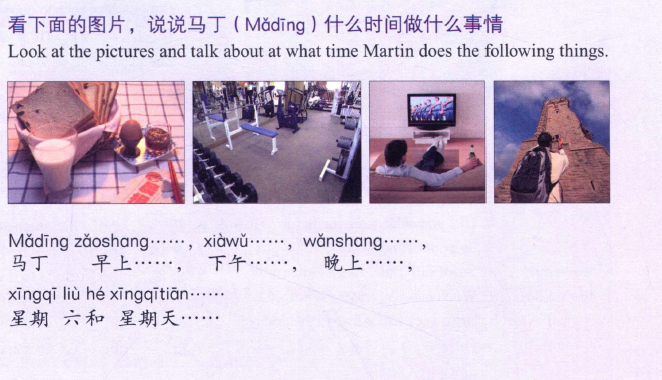 看下面的图片，说说马丁（Mǎdīng）什么时间做什么事情
Look at the pictures and talk about at what time Martin does the following things.
Mǎdīng zǎoshang……，xiàwǔ……，wǎnshang……，
马丁 早上……，下午……，晚上……，
xīngqī liù hé xīngqītiān……
星期 六和 星期天……